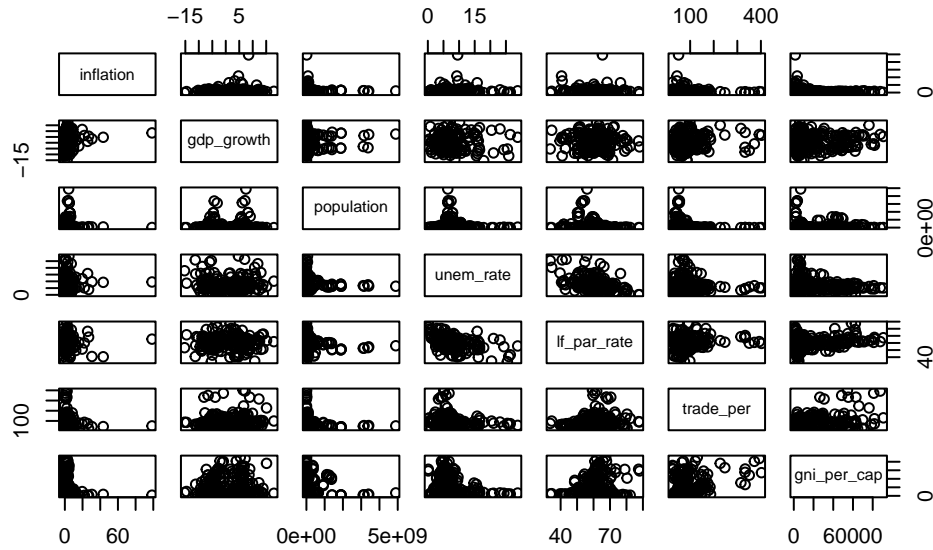 −15 5
0 15
100 400
inflation
0
−15
gdp_growth
population
0e+00
0
unem_rate
lf_par_rate
40
100
trade_per
gni_per_cap
0
0 60
0e+00 5e+09
40 70
0 60000